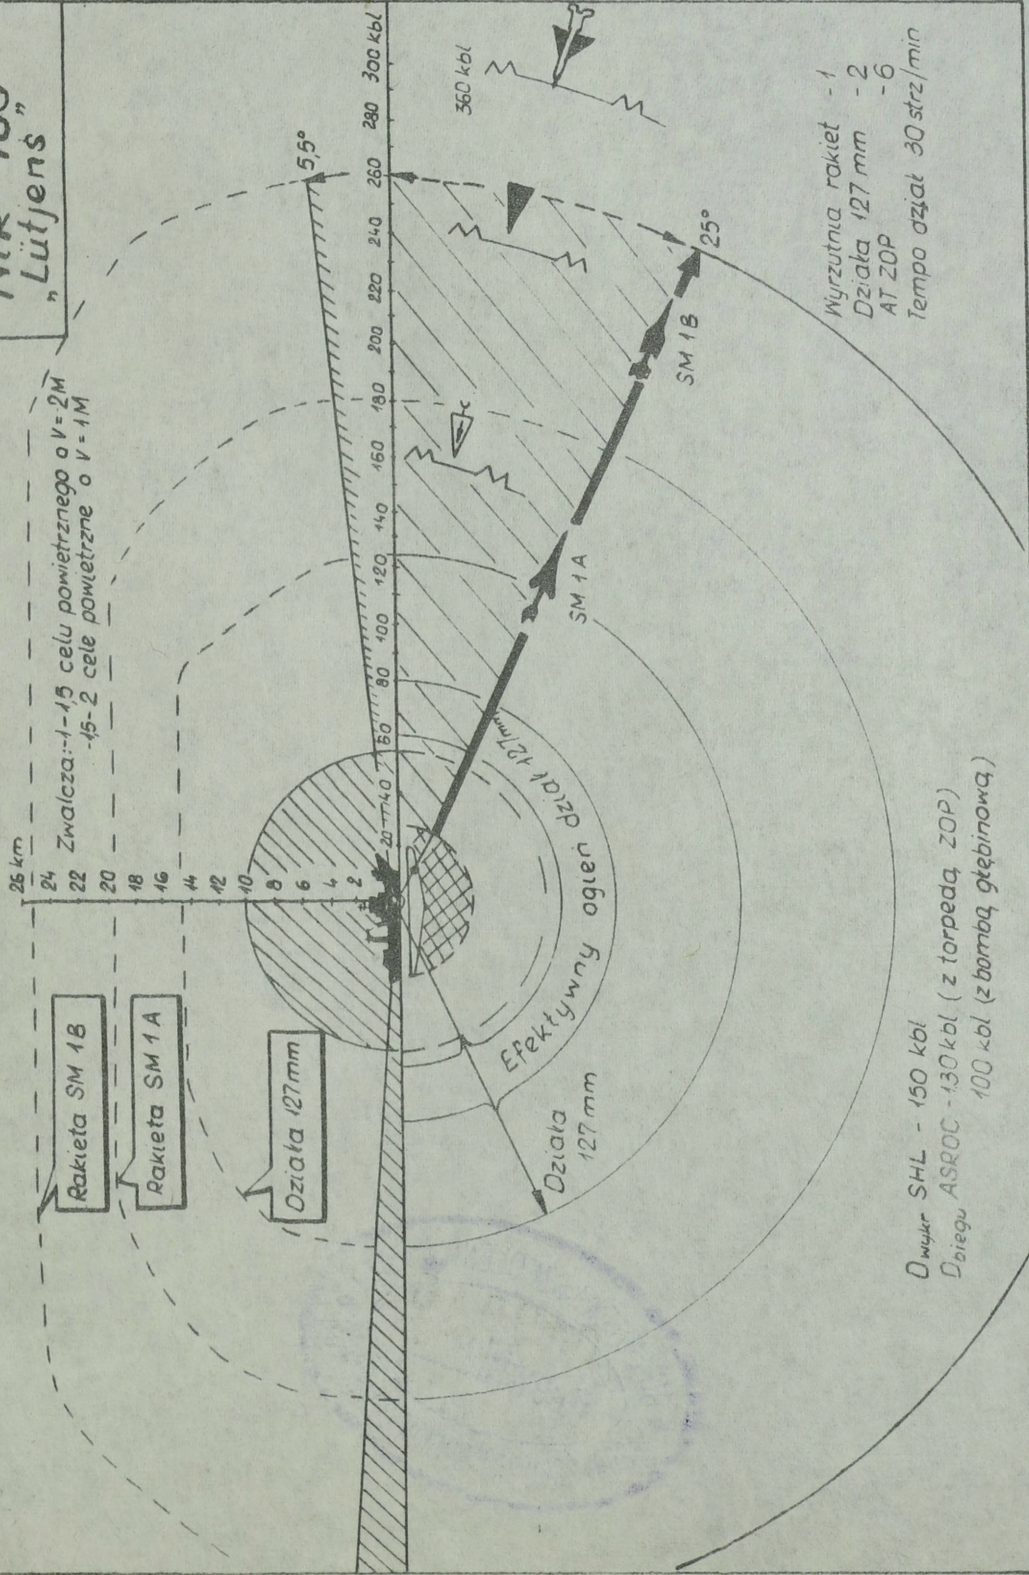 „Lütjens”
Zwalcza:-1-1,5 celu powietrznego o V=2M
-1,5-2 cele powietrzne o V=1M
26 km
24
22
20
18
16
14
12
10
8
6
4
2
Rakieta SM 1B
Rakieta SM 1A
Działa 127mm
20
40
60
80
100
120
140
160
180
200
220
240
260
280
300 kbl
5,5°
360 kbl
25°
SM 1B
SM 1A
Efektywny ogień dział 127mm
Działa
127mm
Wyrzutnia rakiet -1
Działa 127 mm -2
AT ZOP -6
Tempo dział 30 strz/min
Dwykr SHL - 150 kbl
Dbiegu ASROC -130 kbl (z torpedą ZOP)
100 kbl (z bombą głębinową)